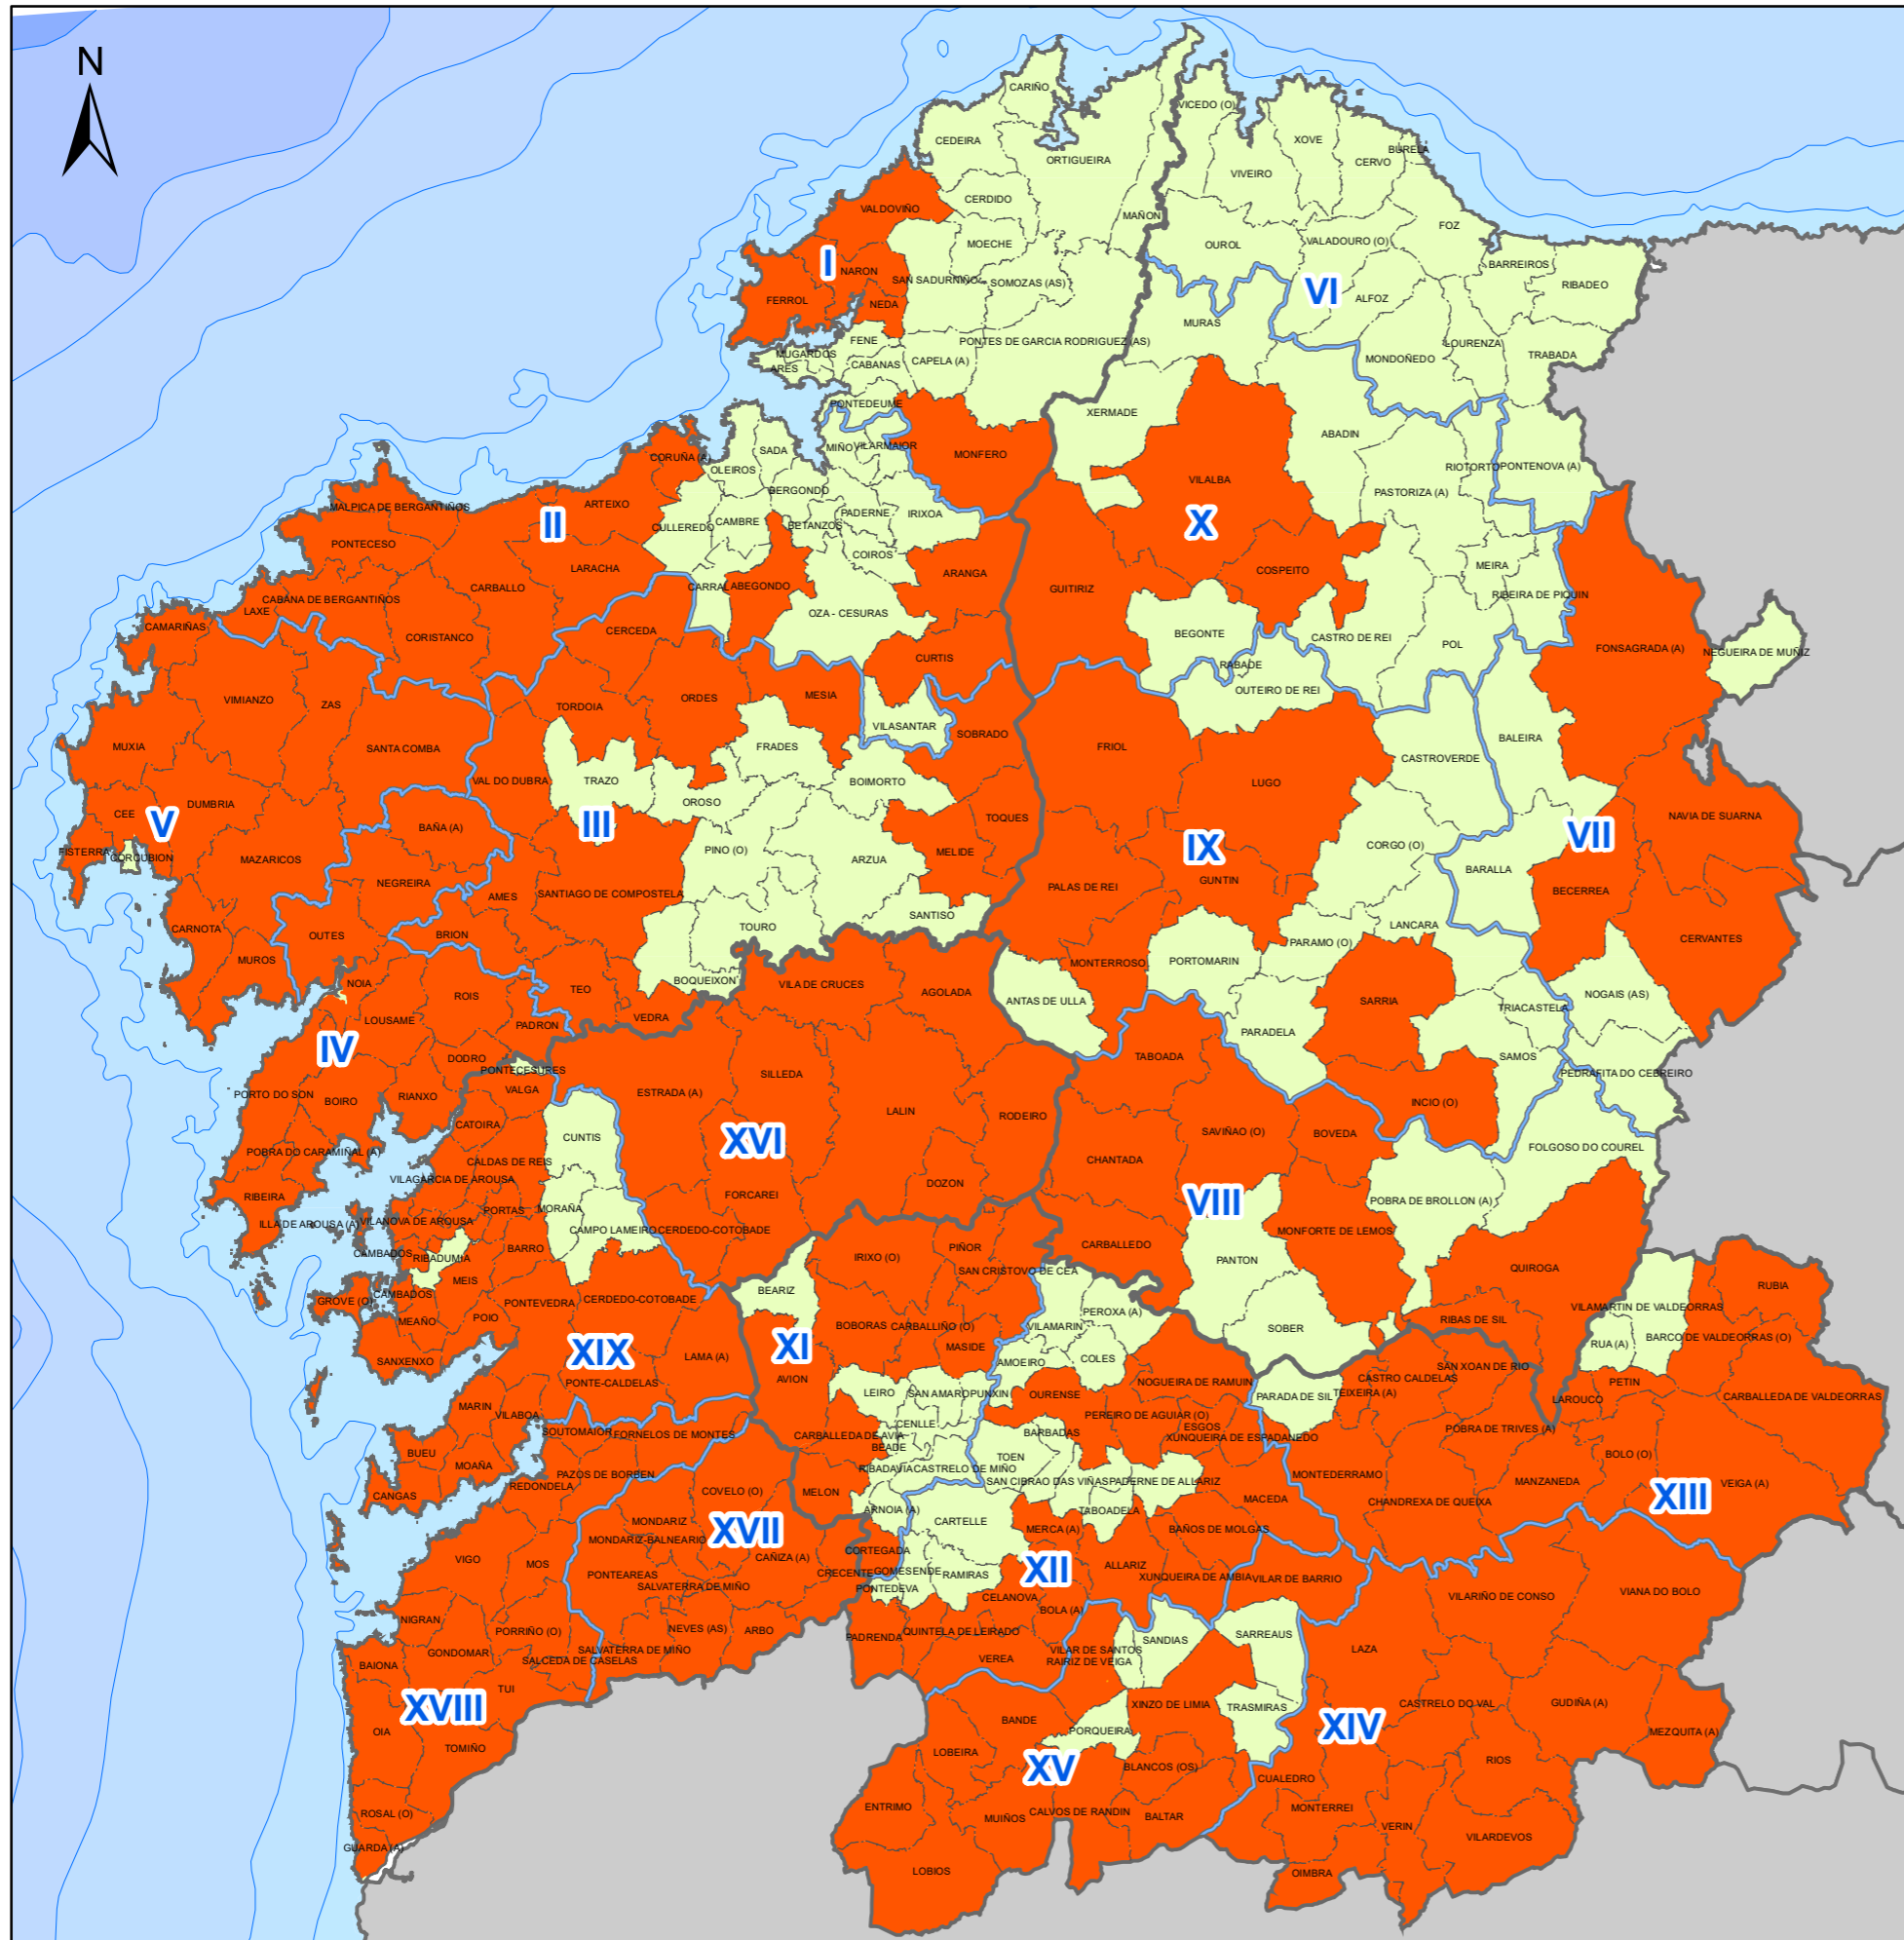 N
CARIÑO
VICEDO (O)
XOVE
CEDEIRA
ORTIGUEIRA
VIVEIRO
CERVO
BURELA
VALDOVIÑO
CERDIDO
MAÑON
MOECHE
OUROL
VALADOURO (O)
FOZ
I
NARON
FERROL
NEDA
SAN SADURNIÑO
SOMOZAS (AS)
VI
ALFOZ
BARREIROS
RIBADEO
MURAS
FENE
MUGARDOS
ARES
CABANAS
CAPELA (A)
PONTES DE GARCIA RODRIGUEZ (AS)
MONDOÑEDO
LOURENZA
TRABADA
PONTEDEUME
XERMADE
MIÑO
VILARMAIOR
MONFERO
ABADIN
CORUÑA (A)
OLEIROS
SADA
RIOTORTO
PONTENOVA (A)
VILALBA
BERGONDO
PASTORIZA (A)
MALPICA DE BERGANTIÑOS
ARTEIXO
II
CULLEREDO
CAMBRE
BETANZOS
PADERNE
IRIXOA
X
PONTECESO
LARACHA
COIROS
COSPEITO
MEIRA
CARBALLO
CARRAL
ABEGONDO
ARANGA
GUITIRIZ
RIBEIRA DE PIQUIN
LAXE
CABANA DE BERGANTIÑOS
OZA - CESURAS
CAMARIÑAS
CORISTANCO
CERCEDA
BEGONTE
CASTRO DE REI
POL
FONSAGRADA (A)
NEGUEIRA DE MUÑIZ
CURTIS
RABADE
OUTEIRO DE REI
VIMIANZO
ZAS
ORDES
MESIA
TORDOIA
VILASANTAR
SOBRADO
MUXIA
SANTA COMBA
FRADES
FRIOL
BALEIRA
CASTROVERDE
VAL DO DUBRA
TRAZO
BOIMORTO
LUGO
DUMBRIA
OROSO
CEE
V
BAÑA (A)
III
TOQUES
NAVIA DE SUARNA
VII
FISTERRA
CORCUBION
MAZARICOS
PINO (O)
ARZUA
MELIDE
IX
CORGO (O)
NEGREIRA
AMES
SANTIAGO DE COMPOSTELA
PALAS DE REI
GUNTIN
BARALLA
BECERREA
CARNOTA
OUTES
BRION
TOURO
SANTISO
LANCARA
PARAMO (O)
CERVANTES
MUROS
MONTERROSO
PORTOMARIN
NOIA
TEO
BOQUEIXON
VILA DE CRUCES
AGOLADA
ANTAS DE ULLA
NOGAIS (AS)
ROIS
SARRIA
TRIACASTELA
LOUSAME
PADRON
VEDRA
PARADELA
IV
DODRO
TABOADA
SAMOS
PONTECESURES
VALGA
SILLEDA
PEDRAFITA DO CEBREIRO
PORTO DO SON
BOIRO
RIANXO
ESTRADA (A)
LALIN
RODEIRO
INCIO (O)
CATOIRA
SAVIÑAO (O)
BOVEDA
CUNTIS
XVI
FOLGOSO DO COUREL
POBRA DO CARAMIÑAL (A)
CALDAS DE REIS
CHANTADA
VILAGARCIA DE AROUSA
DOZON
RIBEIRA
FORCAREI
VIII
POBRA DE BROLLON (A)
ILLA DE AROUSA (A)
VILANOVA DE AROUSA
PORTAS
MORAÑA
CAMPO LAMEIRO
CERDEDO-COTOBADE
MONFORTE DE LEMOS
CAMBADOS
RIBADUMIA
BARRO
IRIXO (O)
PIÑOR
CARBALLEDO
PANTON
SAN CRISTOVO DE CEA
QUIROGA
MEIS
BEARIZ
RUBIA
GROVE (O)
CAMBADOS
PONTEVEDRA
CERDEDO-COTOBADE
PEROXA (A)
VILAMARTIN DE VALDEORRAS
MEAÑO
POIO
BOBORAS
CARBALLIÑO (O)
VILAMARIN
RIBAS DE SIL
SOBER
RUA (A)
BARCO DE VALDEORRAS (O)
XIX
LAMA (A)
XI
MASIDE
AMOEIRO
COLES
SANXENXO
SAN XOAN DE RIO
PONTE-CALDELAS
AVION
NOGUEIRA DE RAMUIN
CASTRO CALDELAS
PETIN
LEIRO
SAN AMARO
PUNXIN
OURENSE
PARADA DE SIL
TEIXEIRA (A)
LAROUCO
CARBALLEDA DE VALDEORRAS
MARIN
VILABOA
PEREIRO DE AGUIAR (O)
ESGOS
CENLLE
BARBADAS
POBRA DE TRIVES (A)
SOUTOMAIOR
FORNELOS DE MONTES
CARBALLEDA DE AVIA
BEADE
XUNQUEIRA DE ESPADANEDO
BUEU
MOAÑA
TOEN
BOLO (O)
PAZOS DE BORBEN
RIBADAVIA
CASTRELO DE MIÑO
MONTEDERRAMO
REDONDELA
SAN CIBRAO DAS VIÑAS
PADERNE DE ALLARIZ
MANZANEDA
VEIGA (A)
CANGAS
COVELO (O)
MELON
MACEDA
XIII
CHANDREXA DE QUEIXA
ARNOIA (A)
TABOADELA
MONDARIZ
XVII
CARTELLE
MERCA (A)
BAÑOS DE MOLGAS
MONDARIZ-BALNEARIO
CORTEGADA
VIGO
MOS
CAÑIZA (A)
XII
ALLARIZ
GOMESENDE
CRECENTE
RAMIRAS
PONTEAREAS
PONTEDEVA
XUNQUEIRA DE AMBIA
VILAR DE BARRIO
SALVATERRA DE MIÑO
VIANA DO BOLO
CELANOVA
VILARIÑO DE CONSO
BOLA (A)
NIGRAN
NEVES (AS)
ARBO
PORRIÑO (O)
PADRENDA
QUINTELA DE LEIRADO
SARREAUS
SANDIAS
GONDOMAR
SALVATERRA DE MIÑO
VILAR DE SANTOS
LAZA
SALCEDA DE CASELAS
VEREA
RAIRIZ DE VEIGA
BAIONA
TUI
XVIII
XINZO DE LIMIA
CASTRELO DO VAL
GUDIÑA (A)
TRASMIRAS
BANDE
XIV
OIA
PORQUEIRA
MEZQUITA (A)
TOMIÑO
LOBEIRA
XV
BLANCOS (OS)
RIOS
CUALEDRO
ENTRIMO
MONTERREI
ROSAL (O)
MUIÑOS
CALVOS DE RANDIN
BALTAR
VERIN
VILARDEVOS
GUARDA (A)
LOBIOS
OIMBRA